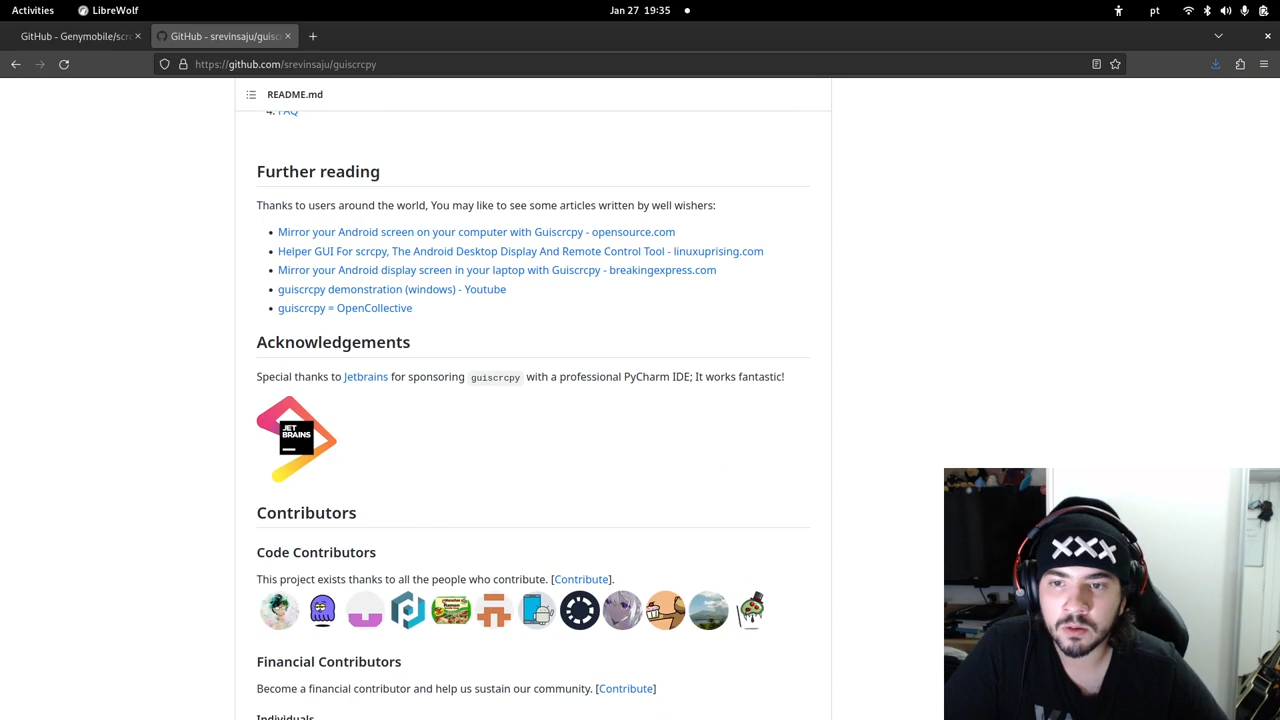 Activities LibreWolf Jan 27 19:35 pt
GitHub - Genymobile/scr GitHub - srevinsaju/guisc
https://github.com/srevinsaju/guiscrcpy
README.md
4. FAQ
Further reading
Thanks to users around the world, You may like to see some articles written by well wishers:
Mirror your Android screen on your computer with Guiscrcpy - opensource.com
Helper GUI For scrcpy, The Android Desktop Display And Remote Control Tool - linuxuprising.com
Mirror your Android display screen in your laptop with Guiscrcpy - breakingexpress.com
guiscrcpy demonstration (windows) - Youtube
guiscrcpy = OpenCollective
Acknowledgements
Special thanks to Jetbrains for sponsoring guiscrcpy with a professional PyCharm IDE; It works fantastic!
JET
BRAINS
Contributors
Code Contributors
This project exists thanks to all the people who contribute. [Contribute].
Financial Contributors
Become a financial contributor and help us sustain our community. [Contribute]
Individuals
XXX